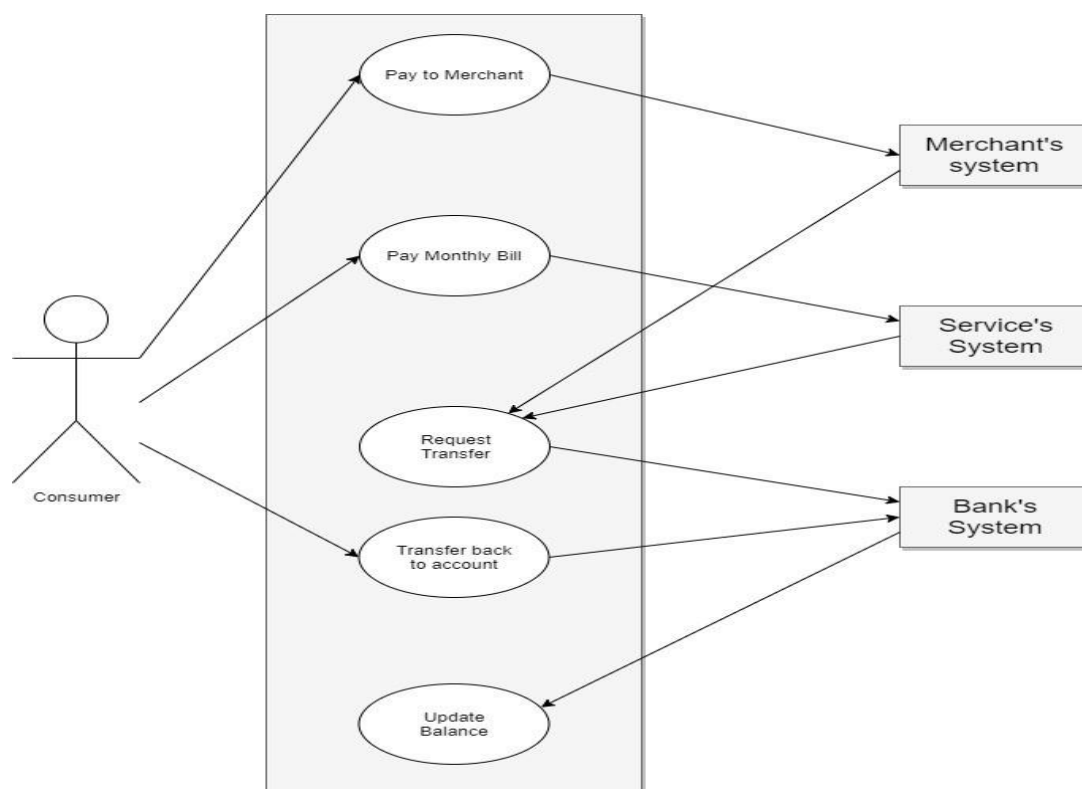 Pay to Merchant
Merchant's
system
Pay Monthly Bill
Service's
System
Request
Transfer
Consumer
Bank's
System
Transfer back
to account
Update
Balance